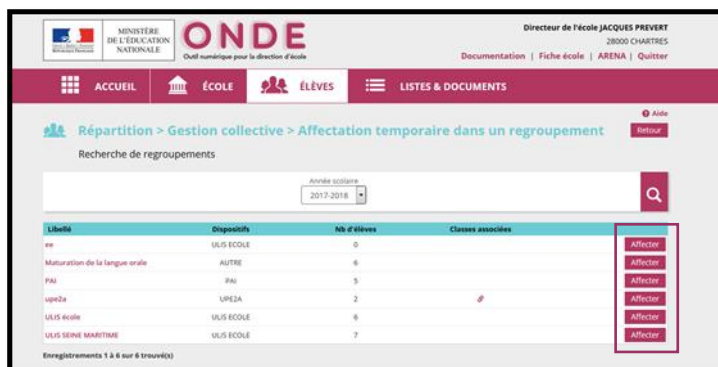 MINISTÈRE
DE L'ÉDUCATION
NATIONALE
ONDE
Outil numérique pour la direction d'école
Directeur de l'école JACQUES PREVERT
28000 CHARTRES
Documentation | Fiche école | ARENA | Quitter
ACCUEIL ÉCOLE ÉLÈVES LISTES & DOCUMENTS
Aide
Répartition > Gestion collective > Affectation temporaire dans un regroupement Retour
Recherche de regroupements
Année scolaire
2017-2018
Libellé Dispositifs Nb d'élèves Classes associées
ee ULIS ECOLE 0 Affecter
Maturation de la langue orale AUTRE 6 Affecter
PAI PAI 5 Affecter
upe2a UPE2A 2 Affecter
ULIS école ULIS ECOLE 6 Affecter
ULIS SEINE MARITIME ULIS ECOLE 7 Affecter
Enregistrements 1 à 6 sur 6 trouvé(s)